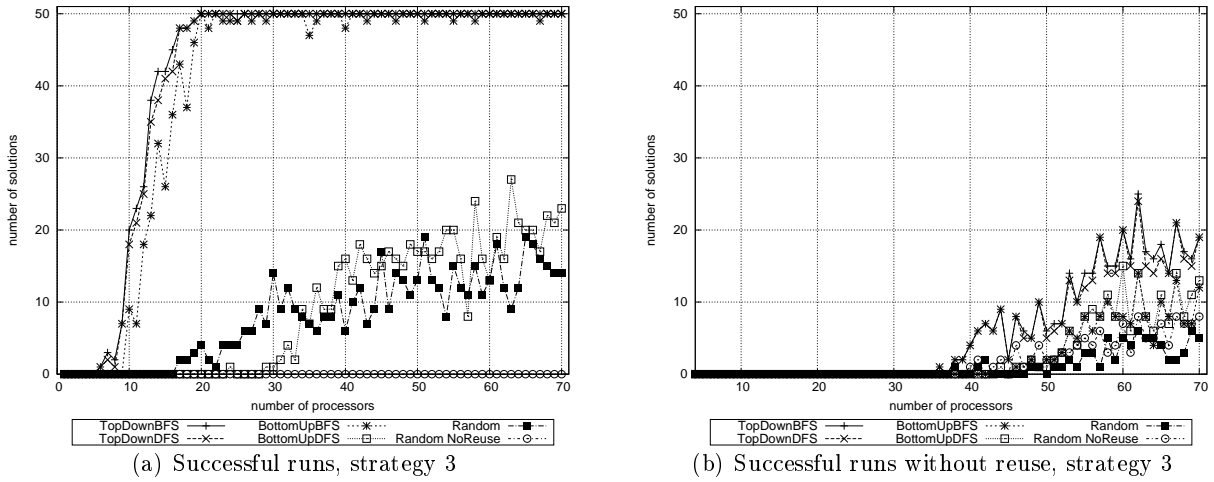 50
40
30
20
10
0
number of solutions
0 10 20 30 40 50 60 70
number of processors
TopDownBFS BottomUpBFS Random
TopDownDFS BottomUpDFS Random NoReuse
(a) Successful runs, strategy 3
50
40
30
20
10
0
number of solutions
10 20 30 40 50 60 70
number of processors
TopDownBFS BottomUpBFS Random
TopDownDFS BottomUpDFS Random NoReuse
(b) Successful runs without reuse, strategy 3